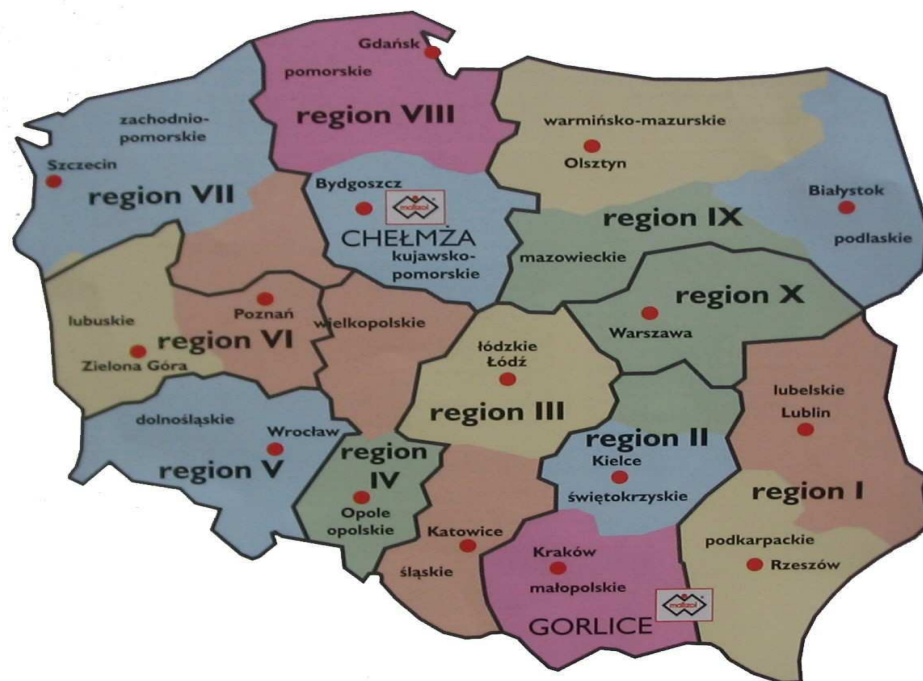 Gdańsk
pomorskie
region VIII
zachodnio-
pomorskie
Szczecin
region VII
warmińsko-mazurskie
Olsztyn
Bydgoszcz
matizol
CHEŁMŻA
kujawsko-
pomorskie
Białystok
region IX
podlaskie
mazowieckie
region X
Warszawa
lubuskie
Poznań
region VI
Zielona Góra
wielkopolskie
łódzkie
Łódź
region III
lubelskie
Lublin
dolnośląskie
Wrocław
region V
region
IV
Opole
opolskie
region II
Kielce
świętokrzyskie
region I
Katowice
śląskie
Kraków
małopolskie
matizol
GORLICE
podkarpackie
Rzeszów